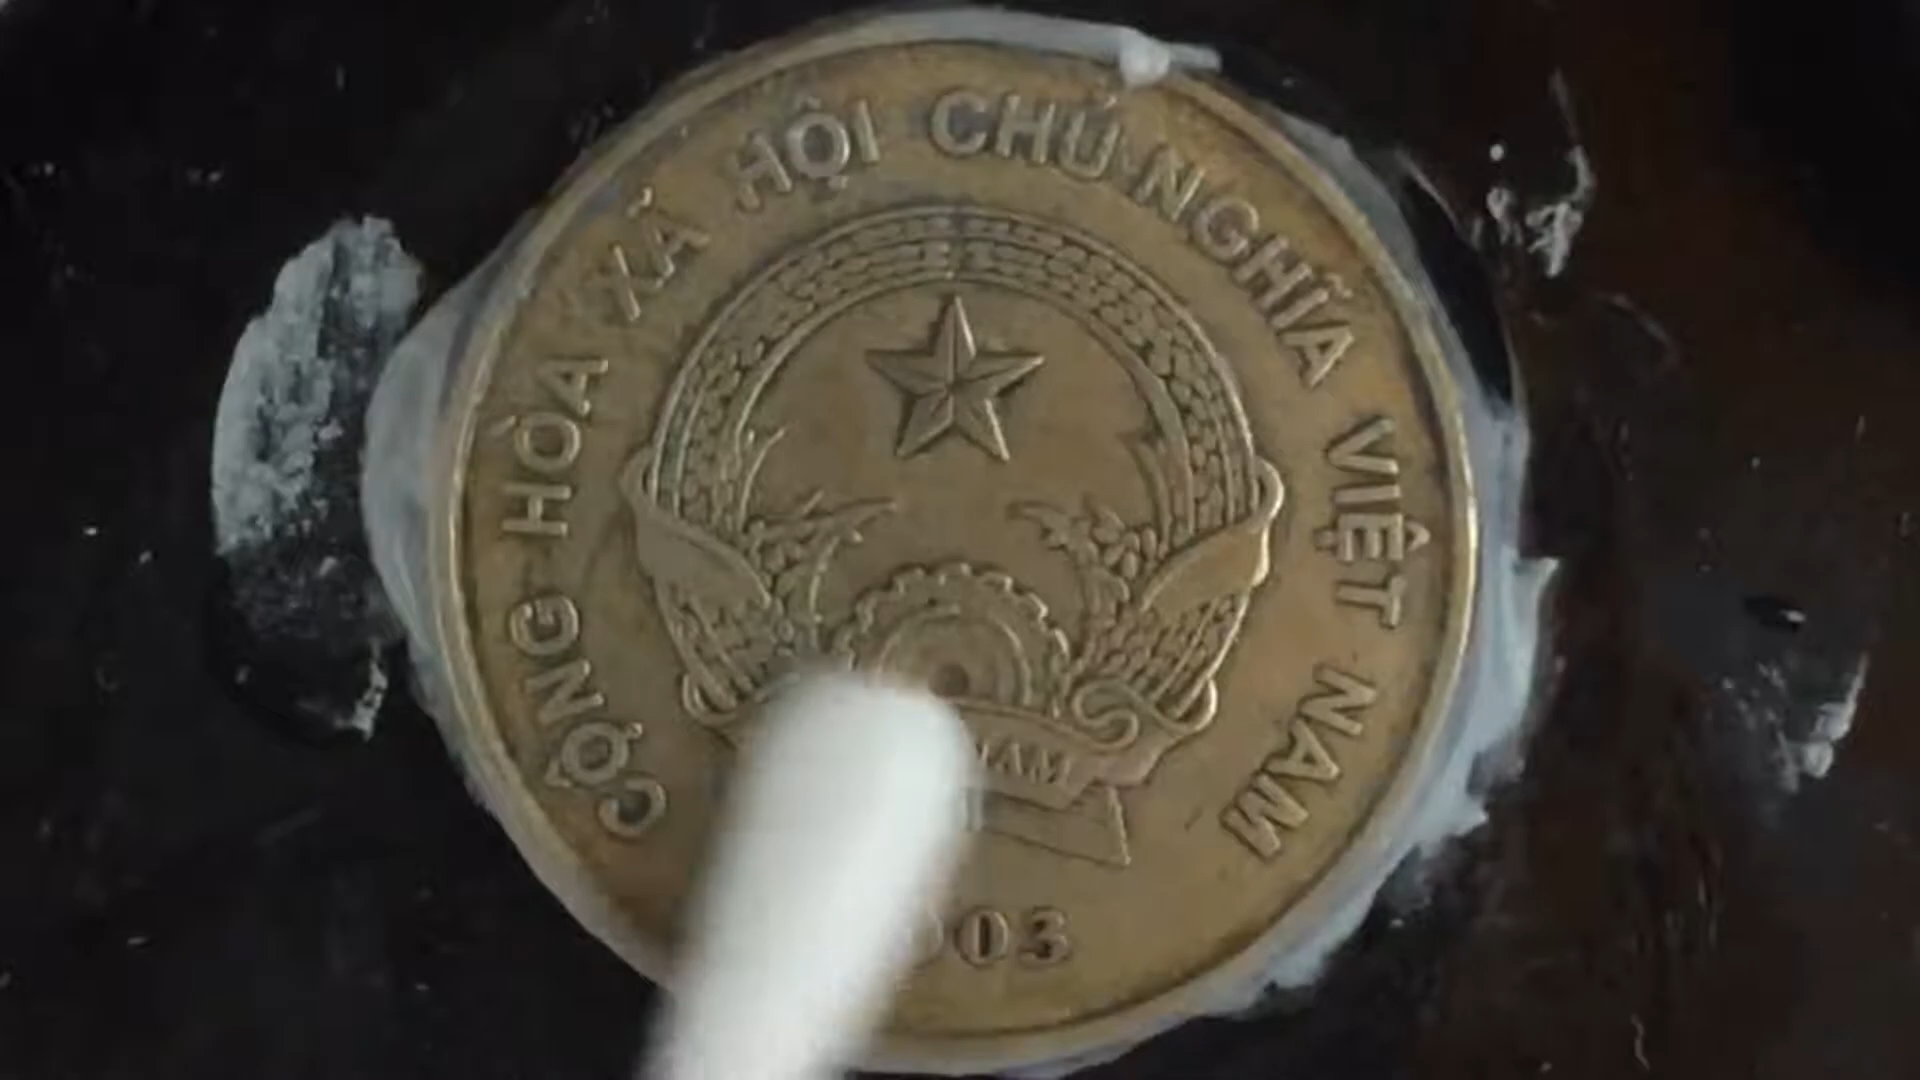 CỘNG HÒA XÃ HỘI CHỦ NGHĨA VIỆT NAM
NAM
003